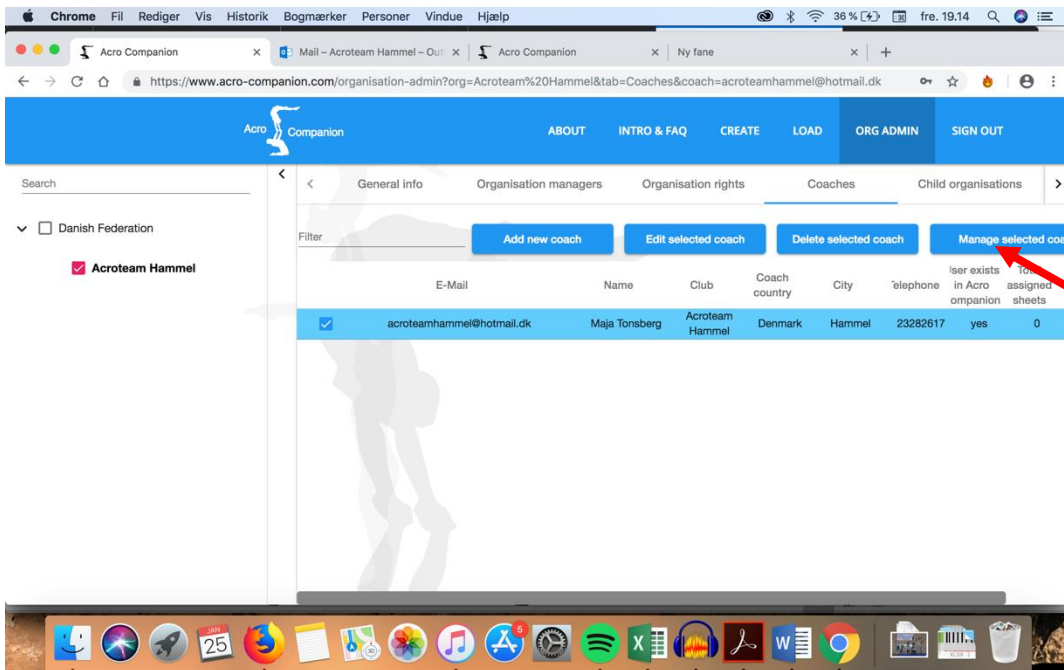 Chrome Fil Rediger Vis Historik Bogmærker Personer Vindue Hjælp 36 % fre. 19.14
Acro Companion Mail – Acroteam Hammel – Out Acro Companion Ny fane
https://www.acro-companion.com/organisation-admin?org=Acroteam%20Hammel&tab=Coaches&coach=acroteamhammel@hotmail.dk
Acro Companion ABOUT INTRO & FAQ CREATE LOAD ORG ADMIN SIGN OUT
Search
General info Organisation managers Organisation rights Coaches Child organisations
Danish Federation
Acroteam Hammel
Filter
Add new coach Edit selected coach Delete selected coach Manage selected coa
E-Mail Name Club Coach country City elephone ser exists in Acro ompanion assigned sheets
acroteamhammel@hotmail.dk Maja Tonsberg Acroteam Hammel Denmark Hammel 23282617 yes 0
JAN
25
5